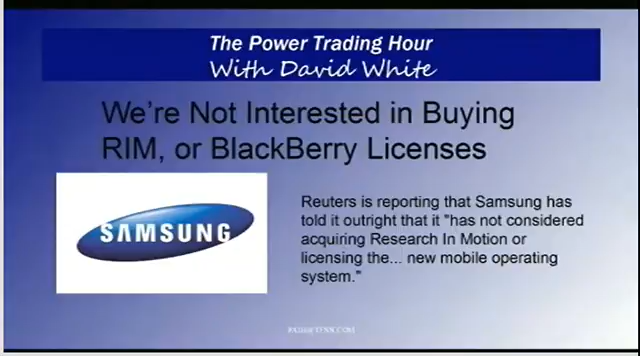 The Power Trading Hour
With David White
We're Not Interested in Buying
RIM, or BlackBerry Licenses
SAMSUNG
Reuters is reporting that Samsung has
told it outright that it "has not considered
acquiring Research In Motion or
licensing the... new mobile operating
system."